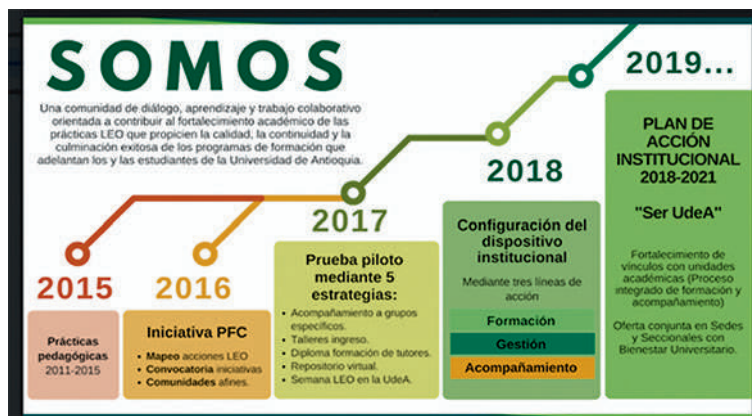 SOMOS
Una comunidad de diálogo, aprendizaje y trabajo colaborativo
orientada a contribuir al fortalecimiento académico de las
prácticas LEO que propicien la calidad, la continuidad y la
culminación exitosa de los programas de formación que
adelantan los y las estudiantes de la Universidad de Antioquia.
2015
Prácticas
pedagógicas
2011-2015
2016
Iniciativa PFC
• Mapeo acciones LEO
• Convocatoria iniciativas
• Comunidades afines.
2017
Prueba piloto
mediante 5
estrategias:
• Acompañamiento a grupos
específicos.
• Talleres ingreso.
• Diploma formación de tutores.
• Repositorio virtual.
• Semana LEO en la UdeA.
2018
Configuración del
dispositivo
institucional
Mediante tres líneas de
acción
Formación
Gestión
Acompañamiento
2019...
PLAN DE
ACCIÓN
INSTITUCIONAL
2018-2021
"Ser UdeA"
Fortalecimiento de
vínculos con unidades
académicas (Proceso
integrado de formación y
acompañamiento)
Oferta conjunta en Sedes
y Seccionales con
Bienestar Universitario.